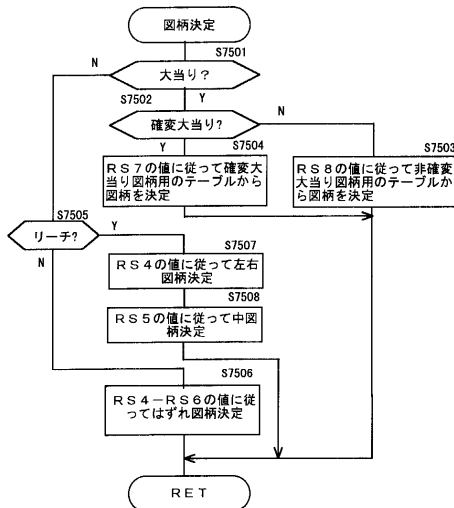 図柄決定
S7501
N
大当り？
S7502
Y
確変大当り？
N
Y
S7504
S7503
ＲＳ７の値に従って確変大
当り図柄用のテーブルから
図柄を決定
ＲＳ８の値に従って非確変
大当り図柄用のテーブルか
ら図柄を決定
S7505
リーチ？
Y
N
S7507
ＲＳ４の値に従って左右
図柄決定
S7508
ＲＳ５の値に従って中図
柄決定
S7506
ＲＳ４－ＲＳ６の値に従
ってはずれ図柄決定
ＲＥＴ